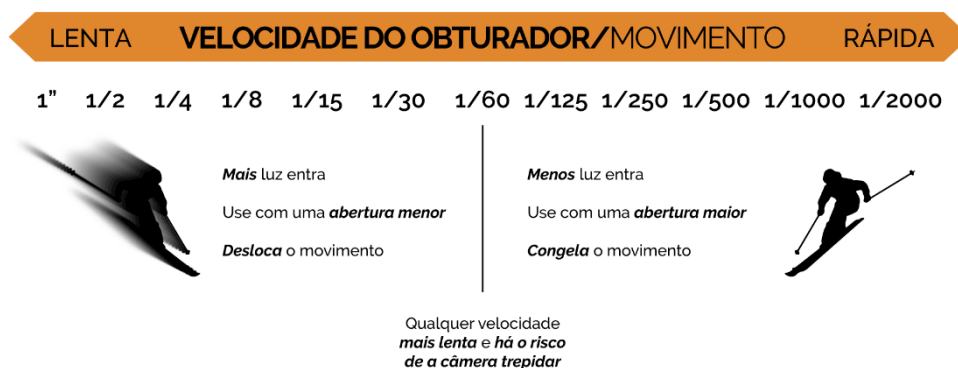 LENTA VELOCIDADE DO OBTURADOR/MOVIMENTO RÁPIDA
1” 1/2 1/4 1/8 1/15 1/30 1/60 1/125 1/250 1/500 1/1000 1/2000
Mais luz entra
Use com uma abertura menor
Desloca o movimento
Menos luz entra
Use com uma abertura maior
Congela o movimento
Qualquer velocidade
mais lenta e há o risco
de a câmera trepidar